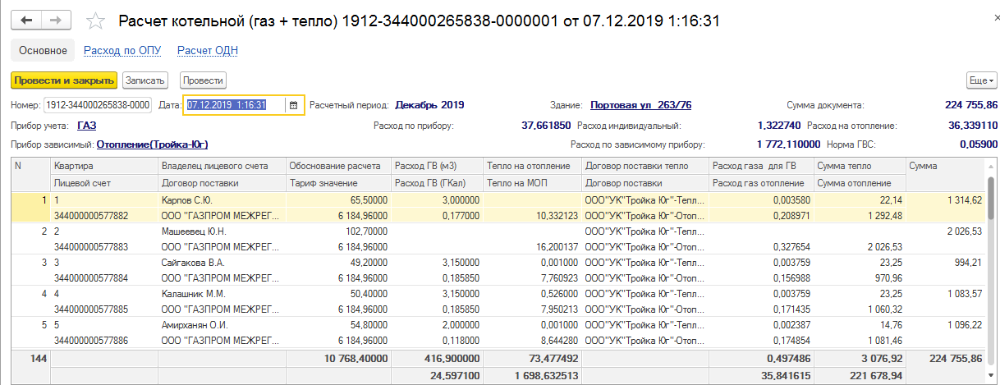 Расчет котельной (газ + тепло) 1912-344000265838-0000001 от 07.12.2019 1:16:31
Основное Расход по ОПУ Расчет ОДН
Провести и закрыть Записать Провести Еще
Номер: 1912-344000265838-0000 Дата: 07.12.2019 1:16:31 Расчетный период: Декабрь 2019 Здание: Портовая ул 263/76 Сумма документа: 224 755,86
Прибор учета: ГАЗ Расход по прибору: 37,661850 Расход индивидуальный: 1,322740 Расход на отопление: 36,339110
Прибор зависимый: Отопление(Тройка-Юг) Расход по зависимому прибору: 1 772,110000 Норма ГВС: 0,05900
N Квартира Владелец лицевого счета Обоснование расчета Расход ГВ (м3) Тепло на отопление Договор поставки тепло Расход газа для ГВ Сумма тепло Сумма
Лицевой счет Договор поставки Тариф значение Расход ГВ (ГКал) Тепло на МОП Договор поставки Расход газ отопление Сумма отопление
1 1 Карпов С.Ю. 65,50000 3,000000 ООО"УК"Тройка Юг"-Тепл... 0,003580 22,14 1 314,62
344000000577882 ООО "ГАЗПРОМ МЕЖРЕГ... 6 184,96000 0,177000 10,332123 ООО"УК"Тройка Юг"-Отоп... 0,208971 1 292,48
2 2 Машеевец Ю.Н. 102,70000 ООО"УК"Тройка Юг"-Тепл... 2 026,53
344000000577883 ООО "ГАЗПРОМ МЕЖРЕГ... 6 184,96000 16,200137 ООО"УК"Тройка Юг"-Отоп... 0,327654 2 026,53
3 3 Сайгакова В.А. 49,20000 3,150000 0,001000 ООО"УК"Тройка Юг"-Тепл... 0,003759 23,25 994,21
344000000577884 ООО "ГАЗПРОМ МЕЖРЕГ... 6 184,96000 0,185850 7,760923 ООО"УК"Тройка Юг"-Отоп... 0,156988 970,96
4 4 Калашник М.М. 50,40000 3,150000 0,526000 ООО"УК"Тройка Юг"-Тепл... 0,003759 23,25 1 083,57
344000000577885 ООО "ГАЗПРОМ МЕЖРЕГ... 6 184,96000 0,185850 7,950213 ООО"УК"Тройка Юг"-Отоп... 0,171435 1 060,32
5 5 Амирханян О.И. 54,80000 2,000000 0,001000 ООО"УК"Тройка Юг"-Тепл... 0,002387 14,76 1 096,22
344000000577886 ООО "ГАЗПРОМ МЕЖРЕГ... 6 184,96000 0,118000 8,644280 ООО"УК"Тройка Юг"-Отоп... 0,174854 1 081,46
144 10 768,40000 416,900000 73,477492 0,497486 3 076,92 224 755,86
24,597100 1 698,632513 35,841615 221 678,94